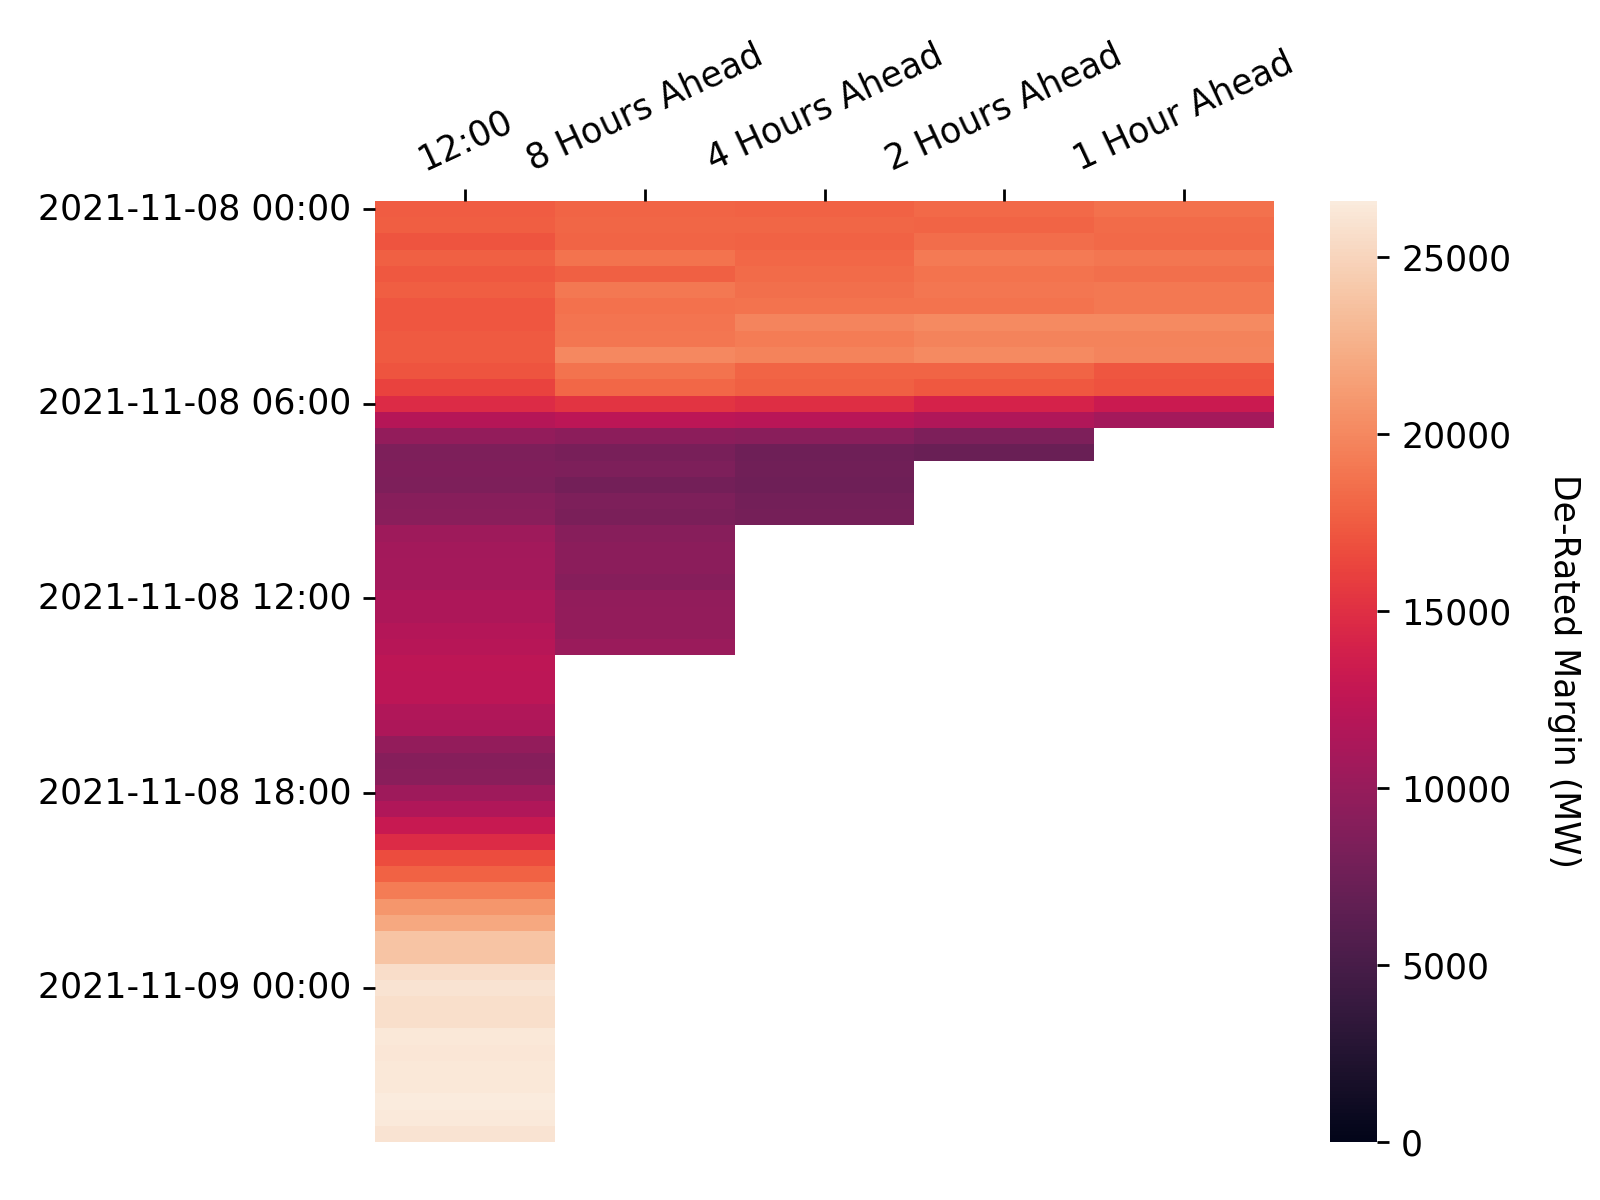 12:00
8 Hours Ahead
4 Hours Ahead
2 Hours Ahead
1 Hour Ahead
2021-11-08 00:00
2021-11-08 06:00
2021-11-08 12:00
2021-11-08 18:00
2021-11-09 00:00
25000
20000
15000
10000
5000
0
De-Rated Margin (MW)